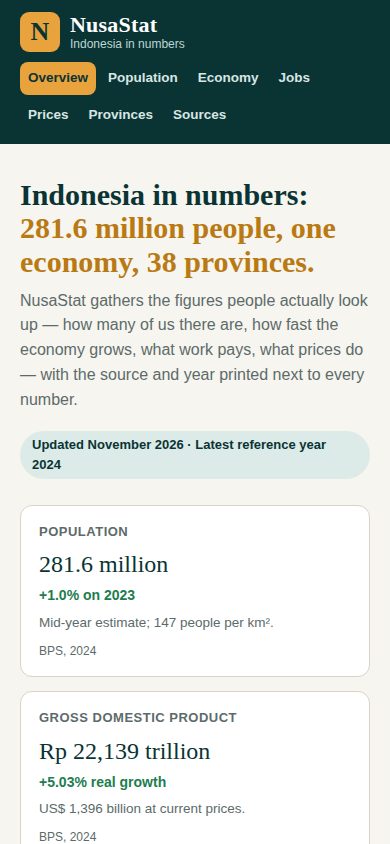 N
NusaStat
Indonesia in numbers
Overview Population Economy Jobs
Prices Provinces Sources
Indonesia in numbers:
281.6 million people, one
economy, 38 provinces.
NusaStat gathers the figures people actually look
up — how many of us there are, how fast the
economy grows, what work pays, what prices do
— with the source and year printed next to every
number.
Updated November 2026 · Latest reference year
2024
POPULATION
281.6 million
+1.0% on 2023
Mid-year estimate; 147 people per km².
BPS, 2024
GROSS DOMESTIC PRODUCT
Rp 22,139 trillion
+5.03% real growth
US$ 1,396 billion at current prices.
BPS, 2024